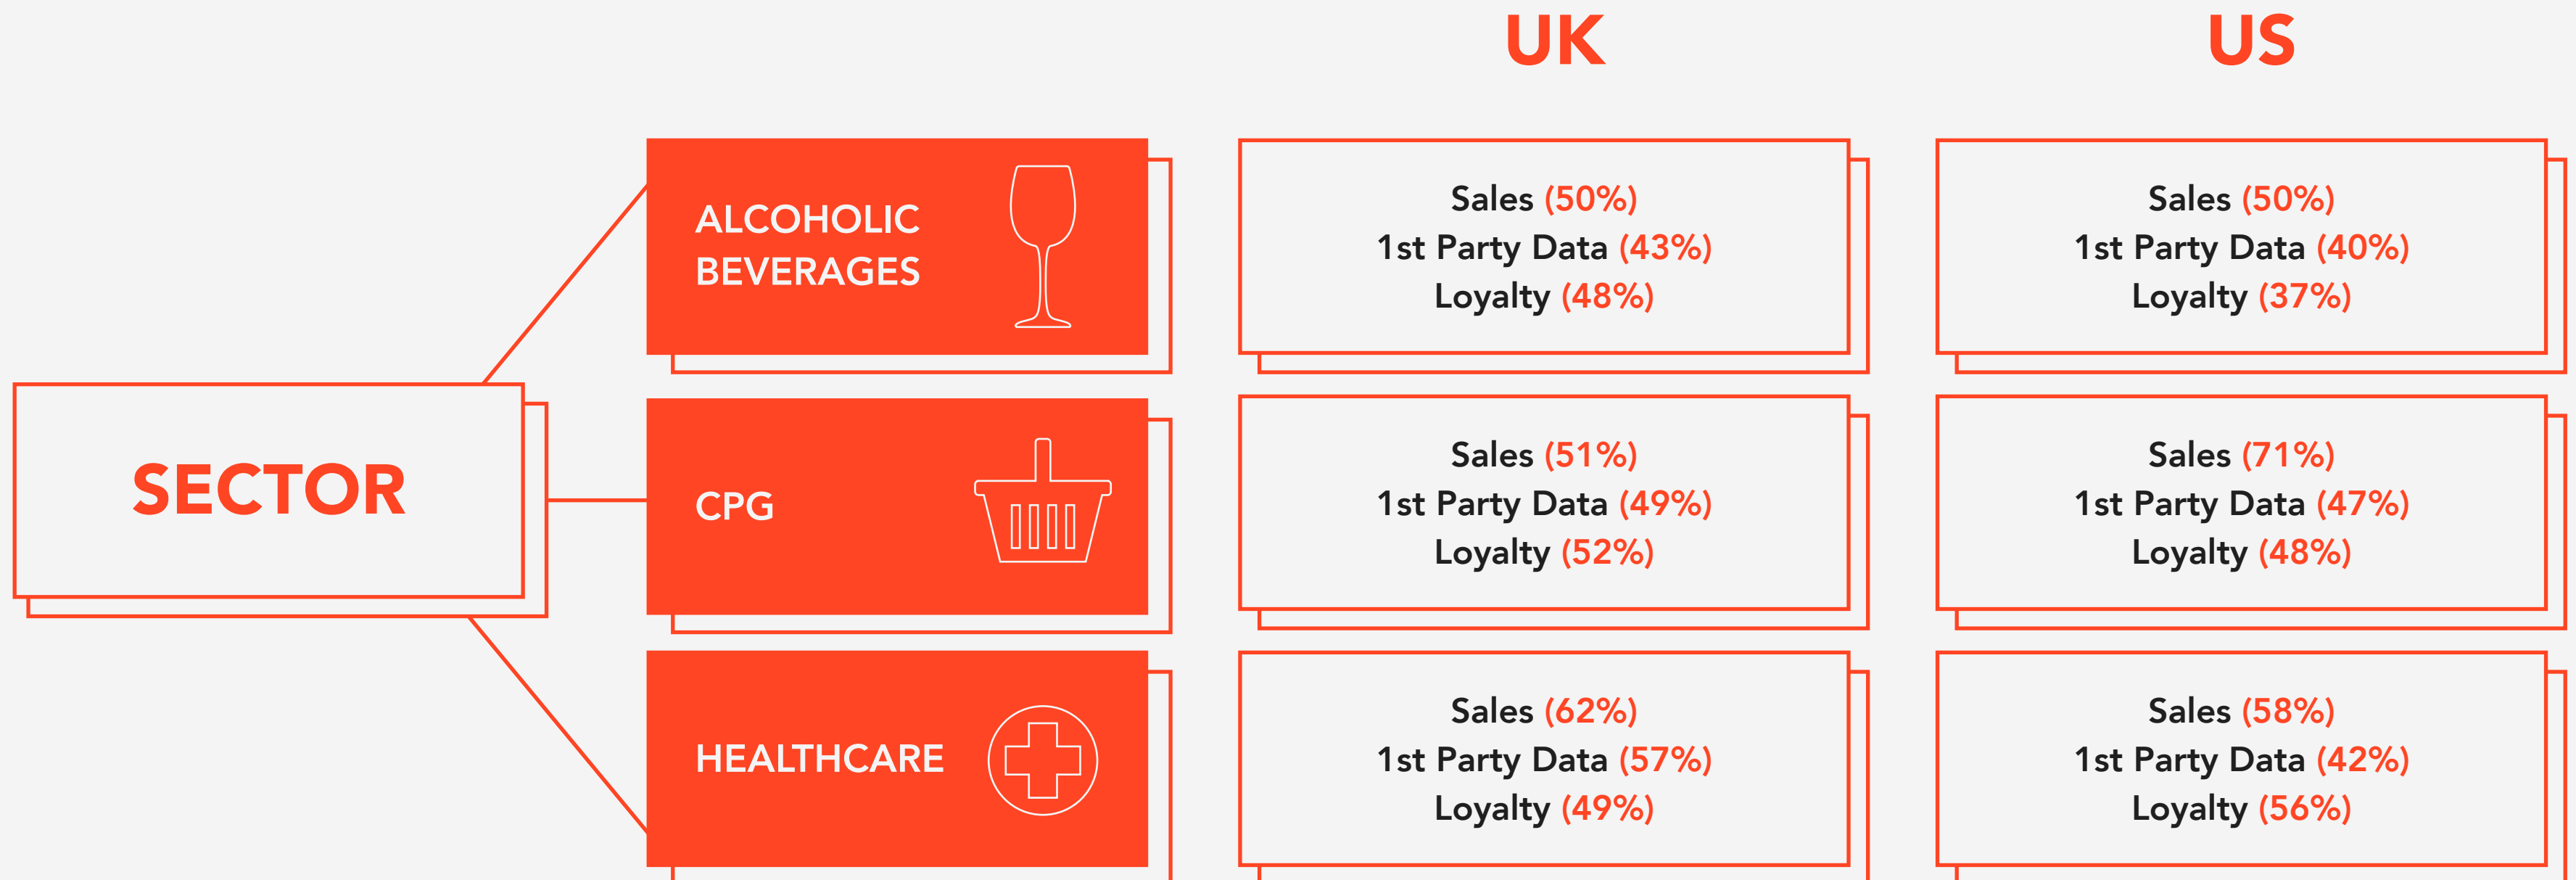 UK
US
ALCOHOLIC
BEVERAGES
Sales (50%)
1st Party Data (43%)
Loyalty (48%)
Sales (50%)
1st Party Data (40%)
Loyalty (37%)
SECTOR
CPG
Sales (51%)
1st Party Data (49%)
Loyalty (52%)
Sales (71%)
1st Party Data (47%)
Loyalty (48%)
HEALTHCARE
Sales (62%)
1st Party Data (57%)
Loyalty (49%)
Sales (58%)
1st Party Data (42%)
Loyalty (56%)